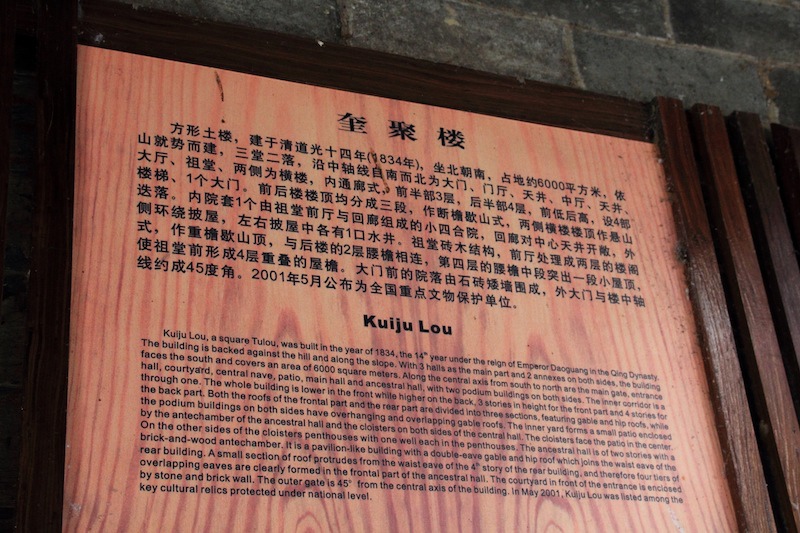 奎聚楼
方形土楼，建于清道光十四年(1834年)，坐北朝南，占地约6000平方米，依
山就势而建，三堂二落，沿中轴线自南而北为大门、门厅、天井、中厅、天井、
大厅、祖堂、两侧为横楼，内通廊式，前半部3层，后半部4层，前低后高，设4部
楼梯、1个大门。前后楼楼顶均分成三段，作断檐歇山式，两侧横楼楼顶作悬山
迭落。内院套1个由祖堂前厅与回廊组成的小四合院，回廊对中心天井开敞，外
侧环绕披屋，左右披屋中各有1口水井。祖堂砖木结构，前厅处理成两层的楼阁
式，作重檐歇山顶，与后楼的2层腰檐相连，第四层的腰檐中段突出一段小屋顶，
使祖堂前形成4层重叠的屋檐。大门前的院落由石砖矮墙围成，外大门与楼中轴
线约成45度角。2001年5月公布为全国重点文物保护单位。
Kuiju Lou
Kuiju Lou, a square Tulou, was built in the year of 1834, the 14th year under the reign of Emperor Daoguang in the Qing Dynasty.
The building is backed against the hill and along the slope. With 3 halls as the main part and 2 annexes on both sides, the building
faces the south and covers an area of 6000 square meters. Along the central axis from south to north are the main gate, entrance
hall, courtyard, central nave, patio, main hall and ancestral hall, with two podium buildings on both sides. The inner corridor is a
through one. The whole building is lower in the front while higher on the back, 3 stories in height for the front part and 4 stories for
the back part. Both the roofs of the frontal part and the rear part are divided into three sections, featuring gable and hip roofs, while
the podium buildings on both sides have overhanging and overlapping gable roofs. The inner yard forms a small patio enclosed
by the antechamber of the ancestral hall and the cloisters on both sides of the central hall. The cloisters face the patio in the center.
On the other sides of the cloisters penthouses with one well each in the penthouses. The ancestral hall is of two stories with a
brick-and-wood antechamber. It is a pavilion-like building with a double-eave gable and hip roof which joins the waist eave of the
rear building. A small section of roof protrudes from the waist eave of the 4th story of the rear building, and therefore four tiers of
overlapping eaves are clearly formed in the frontal part of the ancestral hall. The courtyard in front of the entrance is enclosed
by stone and brick wall. The outer gate is 45° from the central axis of the building. In May 2001, Kuiju Lou was listed among the
key cultural relics protected under national level.